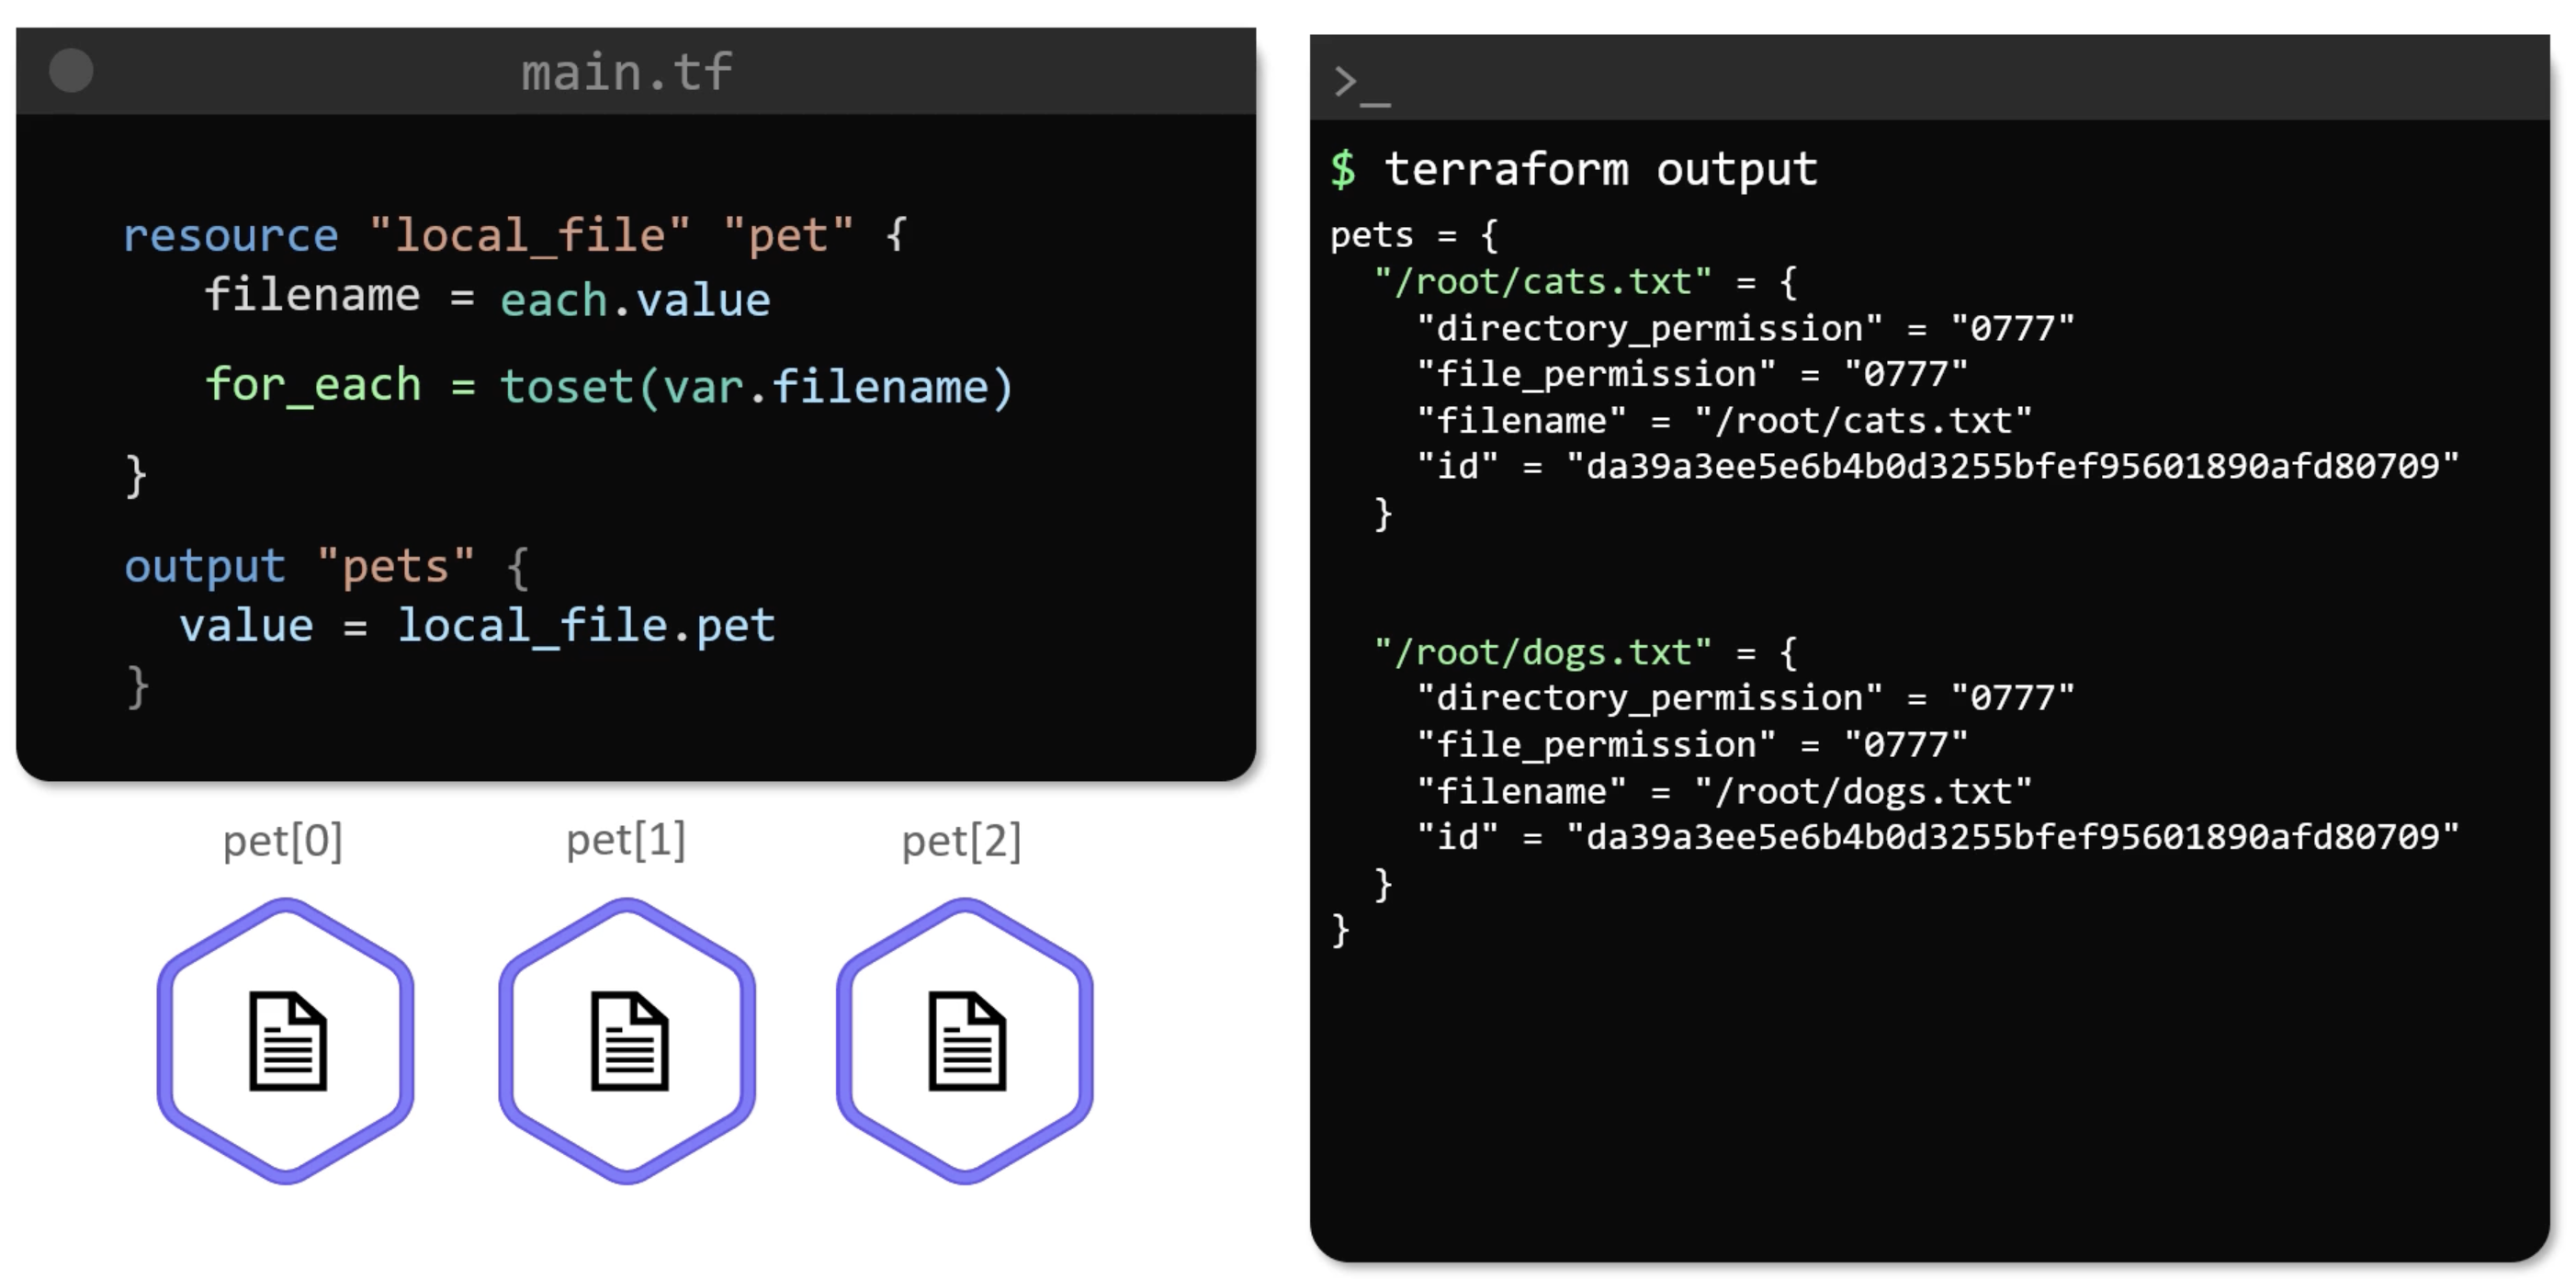 main.tf
resource "local_file" "pet" {
filename = each.value
for_each = toset(var.filename)
}
output "pets" {
value = local_file.pet
}
pet[0] pet[1] pet[2]
>_
$ terraform output
pets = {
"/root/cats.txt" = {
"directory_permission" = "0777"
"file_permission" = "0777"
"filename" = "/root/cats.txt"
"id" = "da39a3ee5e6b4b0d3255bfef95601890afd80709"
}
"/root/dogs.txt" = {
"directory_permission" = "0777"
"file_permission" = "0777"
"filename" = "/root/dogs.txt"
"id" = "da39a3ee5e6b4b0d3255bfef95601890afd80709"
}
}